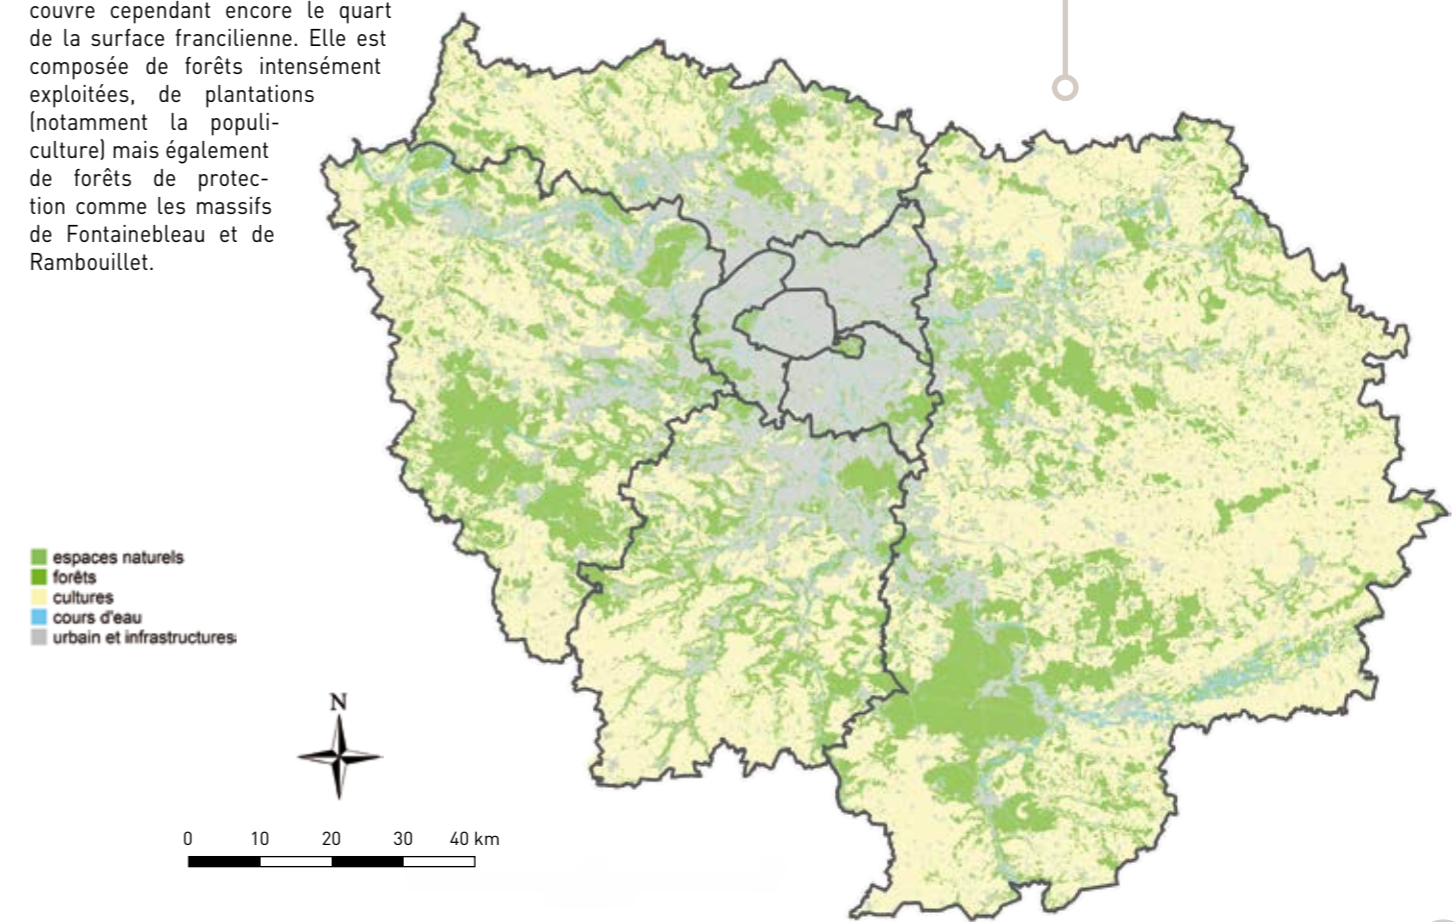 couvre cependant encore le quart
de la surface francilienne. Elle est
composée de forêts intensément
exploitées, de plantations
(notamment la populi-
culture) mais également
de forêts de protec-
tion comme les massifs
de Fontainebleau et de
Rambouillet.
espaces naturels
forêts
cultures
cours d'eau
urbain et infrastructures
N
0 10 20 30 40 km